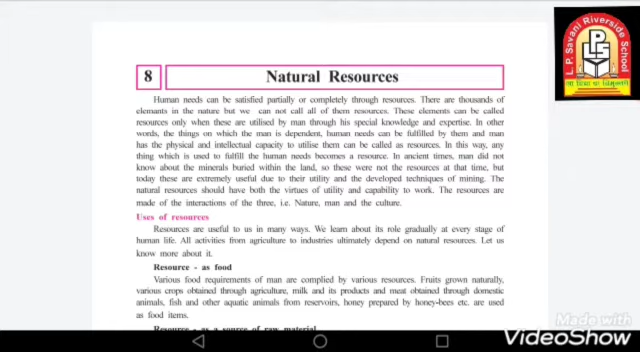 8
Natural Resources
Human needs can be satisfied partially or completely through resources. There are thousands of
elemants in the nature but we can not call all of them resources. These elements can be called
resources only when these are utilised by man through his special knowledge and expertise. In other
words, the things on which the man is dependent, human needs can be fulfilled by them and man
has the physical and intellectual capacity to utilise them can be called as resources. In this way, any
thing which is used to fulfill the human needs becomes a resource. In ancient times, man did not
know about the minerals buried within the land, so these were not the resources at that time, but
today these are extremely useful due to their utility and the developed techniques of mining. The
natural resources should have both the virtues of utility and capability to work. The resources are
made of the interactions of the three, i.e. Nature, man and the culture.
Uses of resources
Resources are useful to us in many ways. We learn about its role gradually at every stage of
human life. All activities from agriculture to industries ultimately depend on natural resources. Let us
know more about it.
Resource - as food
Various food requirements of man are complied by various resources. Fruits grown naturally,
various crops obtained through agriculture, milk and its products and meat obtained through domestic
animals, fish and other aquatic animals from reservoirs, honey prepared by honey-bees etc. are used
as food items.
Resource - as a source of raw material
L. P. Savani Riverside School
LPS
सा विद्या या विमुक्तये
Made with
VideoShow